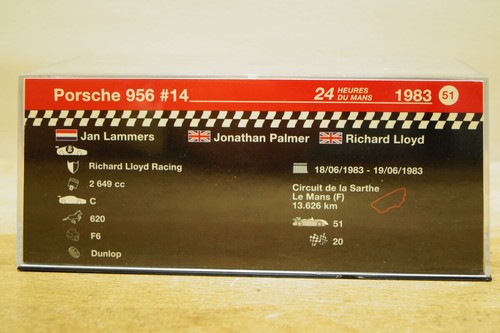 Porsche 956 #14 24 HEURES DU MANS 1983 51
Jan Lammers Jonathan Palmer Richard Lloyd
Richard Lloyd Racing
2 649 cc
C
620
F6
Dunlop
18/06/1983 - 19/06/1983
Circuit de la Sarthe
Le Mans (F)
13.626 km
51
20